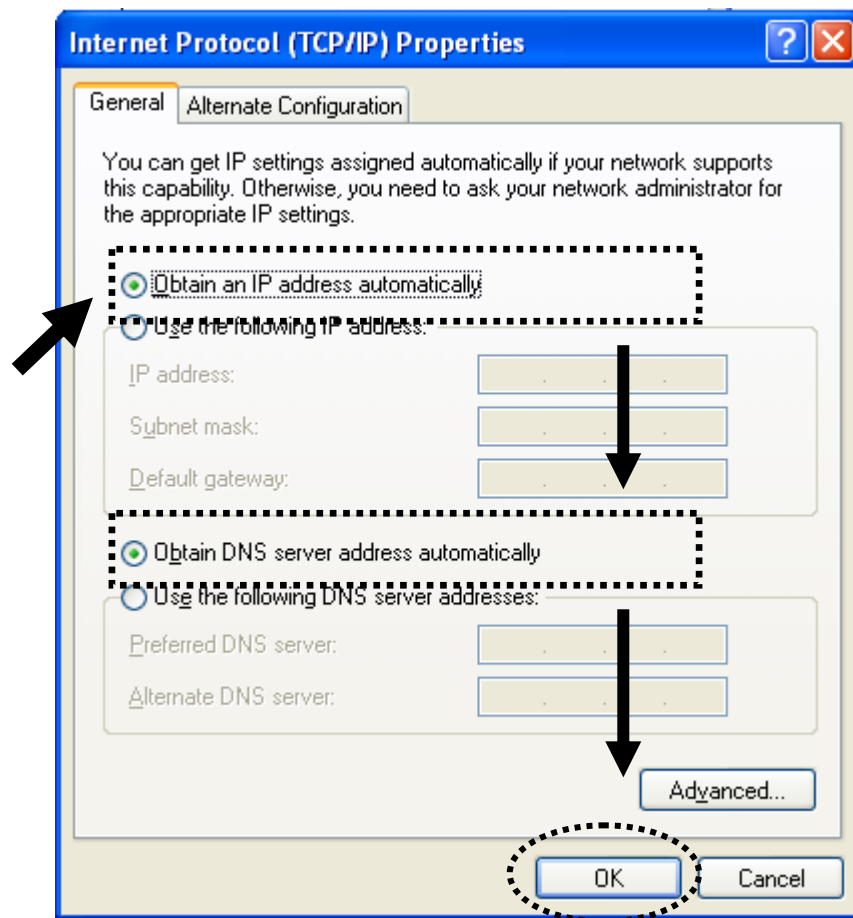 Internet Protocol (TCP/IP) Properties
General
Alternate Configuration
You can get IP settings assigned automatically if your network supports
this capability. Otherwise, you need to ask your network administrator for
the appropriate IP settings.
Obtain an IP address automatically
Use the following IP address:
IP address:
Subnet mask:
Default gateway:
Obtain DNS server address automatically
Use the following DNS server addresses:
Preferred DNS server:
Alternate DNS server:
Advanced...
OK
Cancel